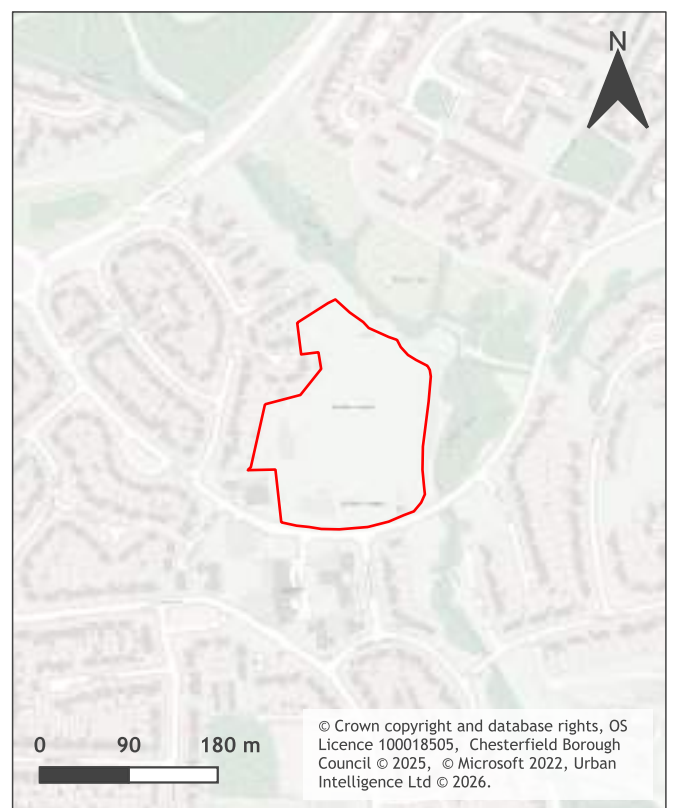 N
0 90 180 m
© Crown copyright and database rights, OS
Licence 100018505, Chesterfield Borough
Council © 2025, © Microsoft 2022, Urban
Intelligence Ltd © 2026.